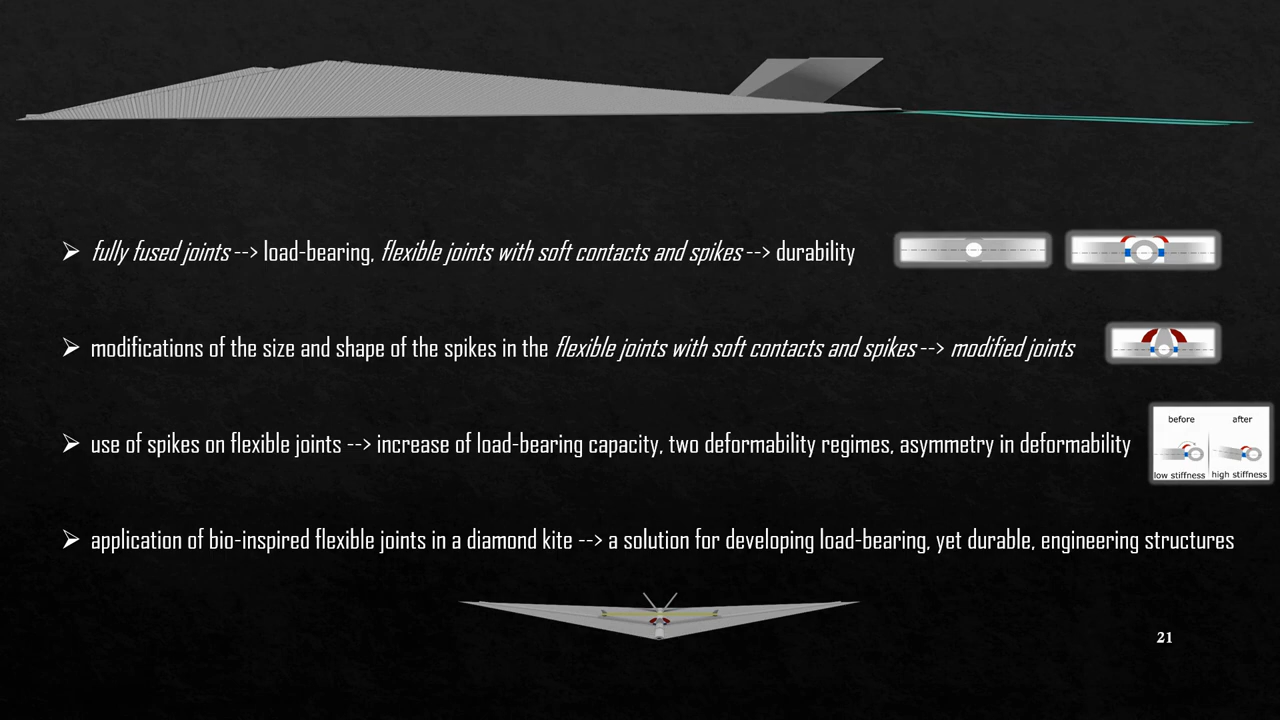 fully fused joints --> load-bearing, flexible joints with soft contacts and spikes --> durability
modifications of the size and shape of the spikes in the flexible joints with soft contacts and spikes --> modified joints
before after
use of spikes on flexible joints --> increase of load-bearing capacity, two deformability regimes, asymmetry in deformability
low stiffness high stiffness
application of bio-inspired flexible joints in a diamond kite --> a solution for developing load-bearing, yet durable, engineering structures
21